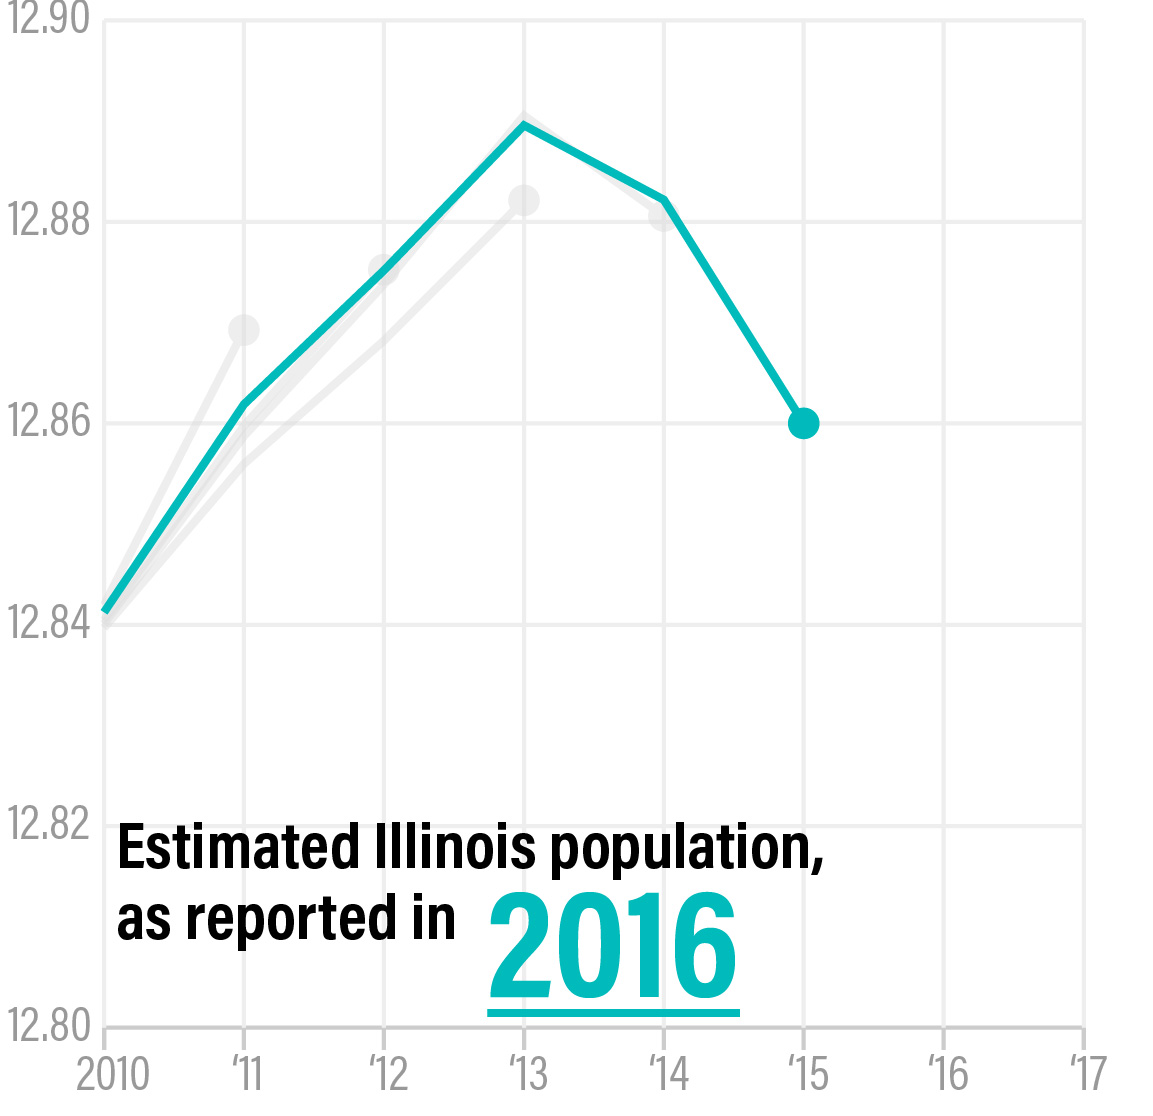 12.90
12.88
12.86
12.84
12.82
Estimated Illinois population,
as reported in 2016
12.80
2010 ‘11 ‘12 ‘13 ‘14 ‘15 ‘16 ‘17